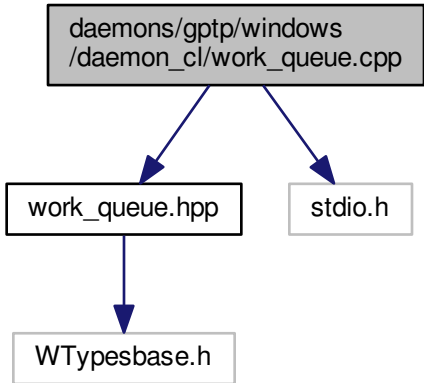 daemons/gptp/windows
/daemon_cl/work_queue.cpp
work_queue.hpp
stdio.h
WTypesbase.h